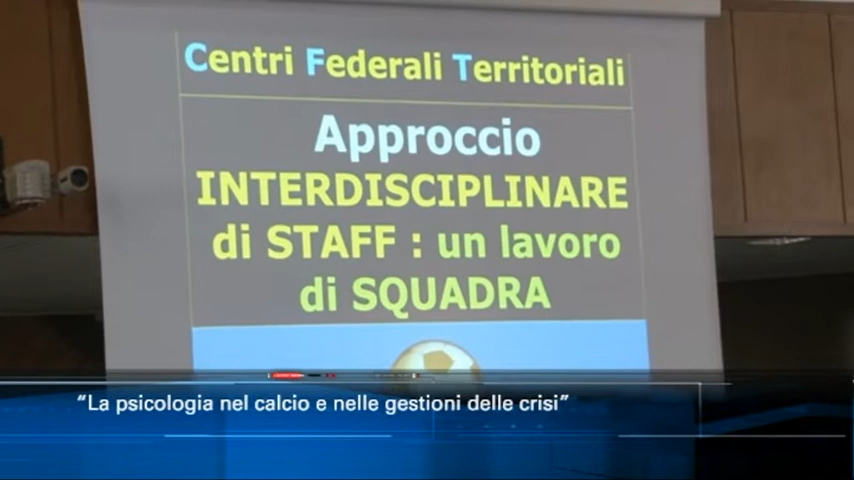 Centri Federali Territoriali
Approccio
INTERDISCIPLINARE
di STAFF : un lavoro
di SQUADRA
“La psicologia nel calcio e nelle gestioni delle crisi”